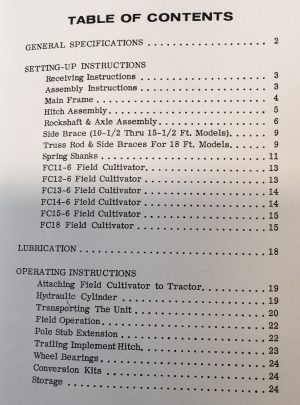 TABLE OF CONTENTS
GENERAL SPECIFICATIONS . . . . . . . . . . . . . . . . . 2
SETTING-UP INSTRUCTIONS
Receiving Instructions . . . . . . . . . . . . . . . . . 3
Assembly Instructions . . . . . . . . . . . . . . . . . 3
Main Frame . . . . . . . . . . . . . . . . . 4
Hitch Assembly . . . . . . . . . . . . . . . . . 5
Rockshaft & Axle Assembly . . . . . . . . . . . . . . . 6
Side Brace (10-1/2 Thru 15-1/2 Ft. Models) . . . . . 9
Truss Rod & Side Braces For 18 Ft. Models . . . . . 9
Spring Shanks . . . . . . . . . . . . . . . . . 11
FC11-6 Field Cultivator . . . . . . . . . . . . . . . . . 13
FC12-6 Field Cultivator . . . . . . . . . . . . . . . . . 13
FC13-6 Field Cultivator . . . . . . . . . . . . . . . . . 14
FC14-6 Field Cultivator . . . . . . . . . . . . . . . . . 14
FC15-6 Field Cultivator . . . . . . . . . . . . . . . . . 15
FC18 Field Cultivator . . . . . . . . . . . . . . . . . 15
LUBRICATION . . . . . . . . . . . . . . . . . 18
OPERATING INSTRUCTIONS
Attaching Field Cultivator to Tractor . . . . . . . . . 19
Hydraulic Cylinder . . . . . . . . . . . . . . . . . 19
Transporting The Unit . . . . . . . . . . . . . . . . . 20
Field Operation . . . . . . . . . . . . . . . . . 22
Pole Stub Extension . . . . . . . . . . . . . . . . . 22
Trailing Implement Hitch . . . . . . . . . . . . . . . . . 23
Wheel Bearings . . . . . . . . . . . . . . . . . 24
Conversion Kits . . . . . . . . . . . . . . . . . 24
Storage . . . . . . . . . . . . . . . . . 24